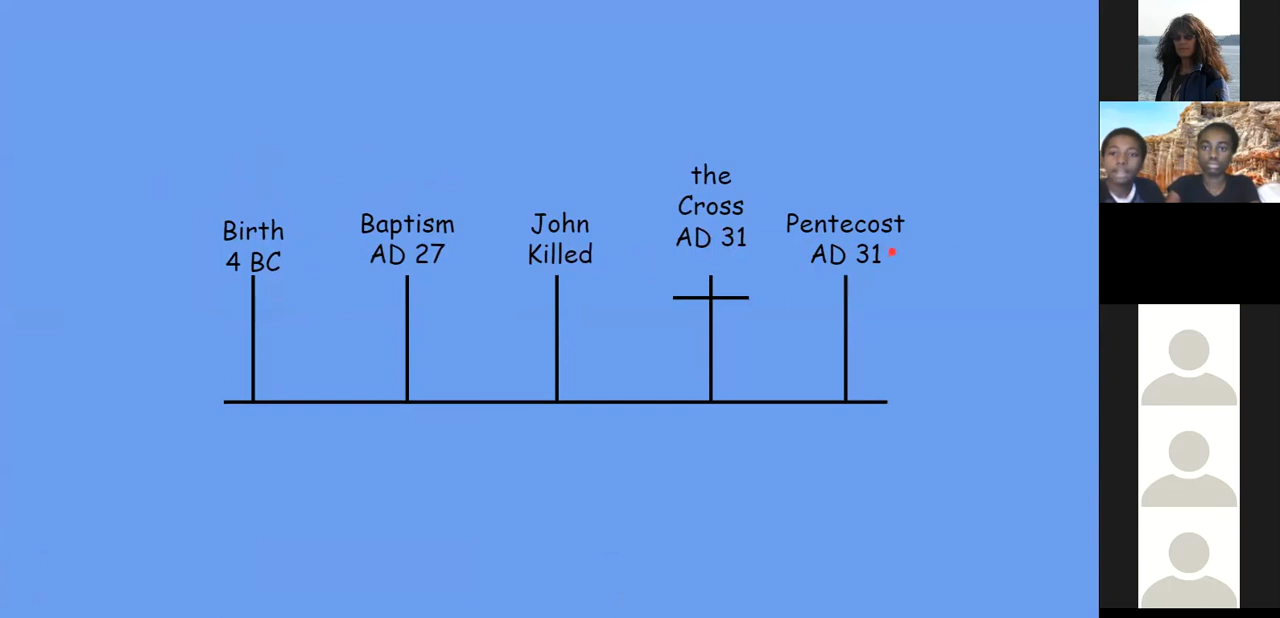 Birth
4 BC
Baptism
AD 27
John
Killed
the
Cross
AD 31
Pentecost
AD 31